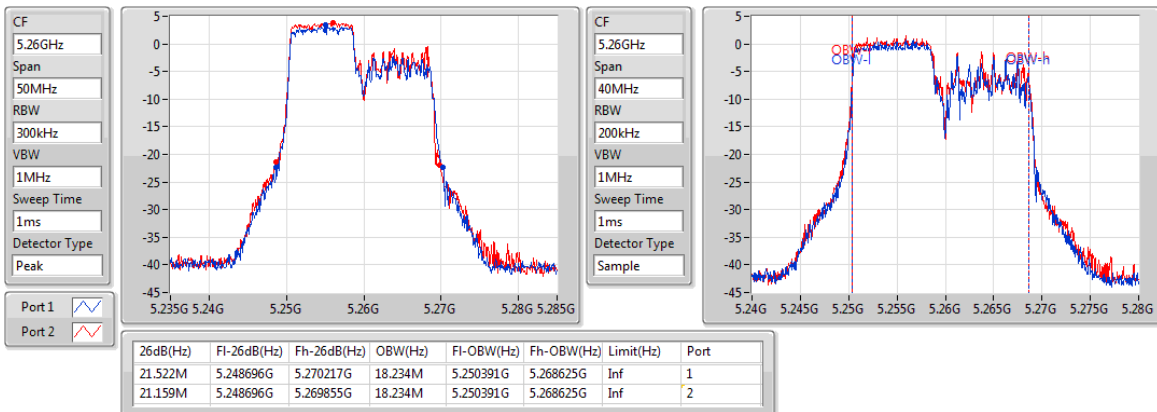 CF
5.26GHz
Span
50MHz
RBW
300kHz
VBW
1MHz
Sweep Time
1ms
Detector Type
Peak
Port 1
Port 2
5
0
-5
-10
-15
-20
-25
-30
-35
-40
-45
5.235G 5.24G 5.25G 5.26G 5.27G 5.28G 5.285G
CF
5.26GHz
Span
40MHz
RBW
200kHz
VBW
1MHz
Sweep Time
1ms
Detector Type
Sample
5
0
-5
-10
-15
-20
-25
-30
-35
-40
-45
OBW-l
OBW-h
5.24G 5.245G 5.25G 5.255G 5.26G 5.265G 5.27G 5.275G 5.28G
26dB(Hz) Fl-26dB(Hz) Fh-26dB(Hz) OBW(Hz) Fl-OBW(Hz) Fh-OBW(Hz) Limit(Hz) Port
21.522M 5.248696G 5.270217G 18.234M 5.250391G 5.268625G Inf 1
21.159M 5.248696G 5.269855G 18.234M 5.250391G 5.268625G Inf 2